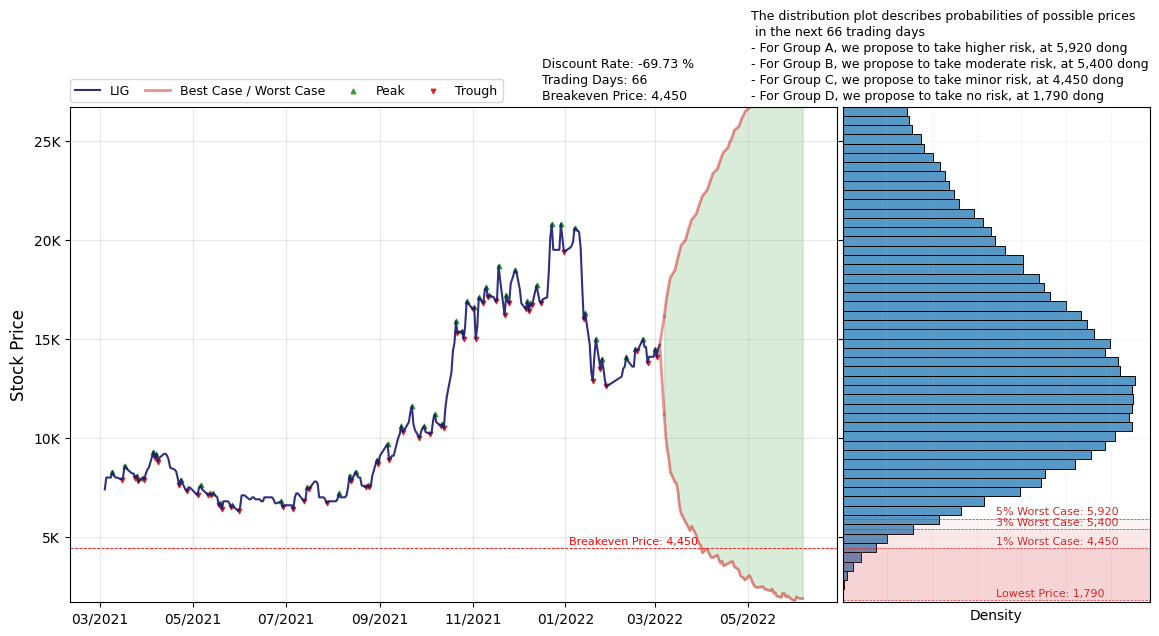 The distribution plot describes probabilities of possible prices
in the next 66 trading days
- For Group A, we propose to take higher risk, at 5,920 dong
- For Group B, we propose to take moderate risk, at 5,400 dong
- For Group C, we propose to take minor risk, at 4,450 dong
- For Group D, we propose to take no risk, at 1,790 dong
Discount Rate: -69.73 %
Trading Days: 66
Breakeven Price: 4,450
LIG
Best Case / Worst Case
Peak
Trough
Stock Price
25K
20K
15K
10K
5K
Breakeven Price: 4,450
03/2021
05/2021
07/2021
09/2021
11/2021
01/2022
03/2022
05/2022
5% Worst Case: 5,920
3% Worst Case: 5,400
1% Worst Case: 4,450
Lowest Price: 1,790
Density